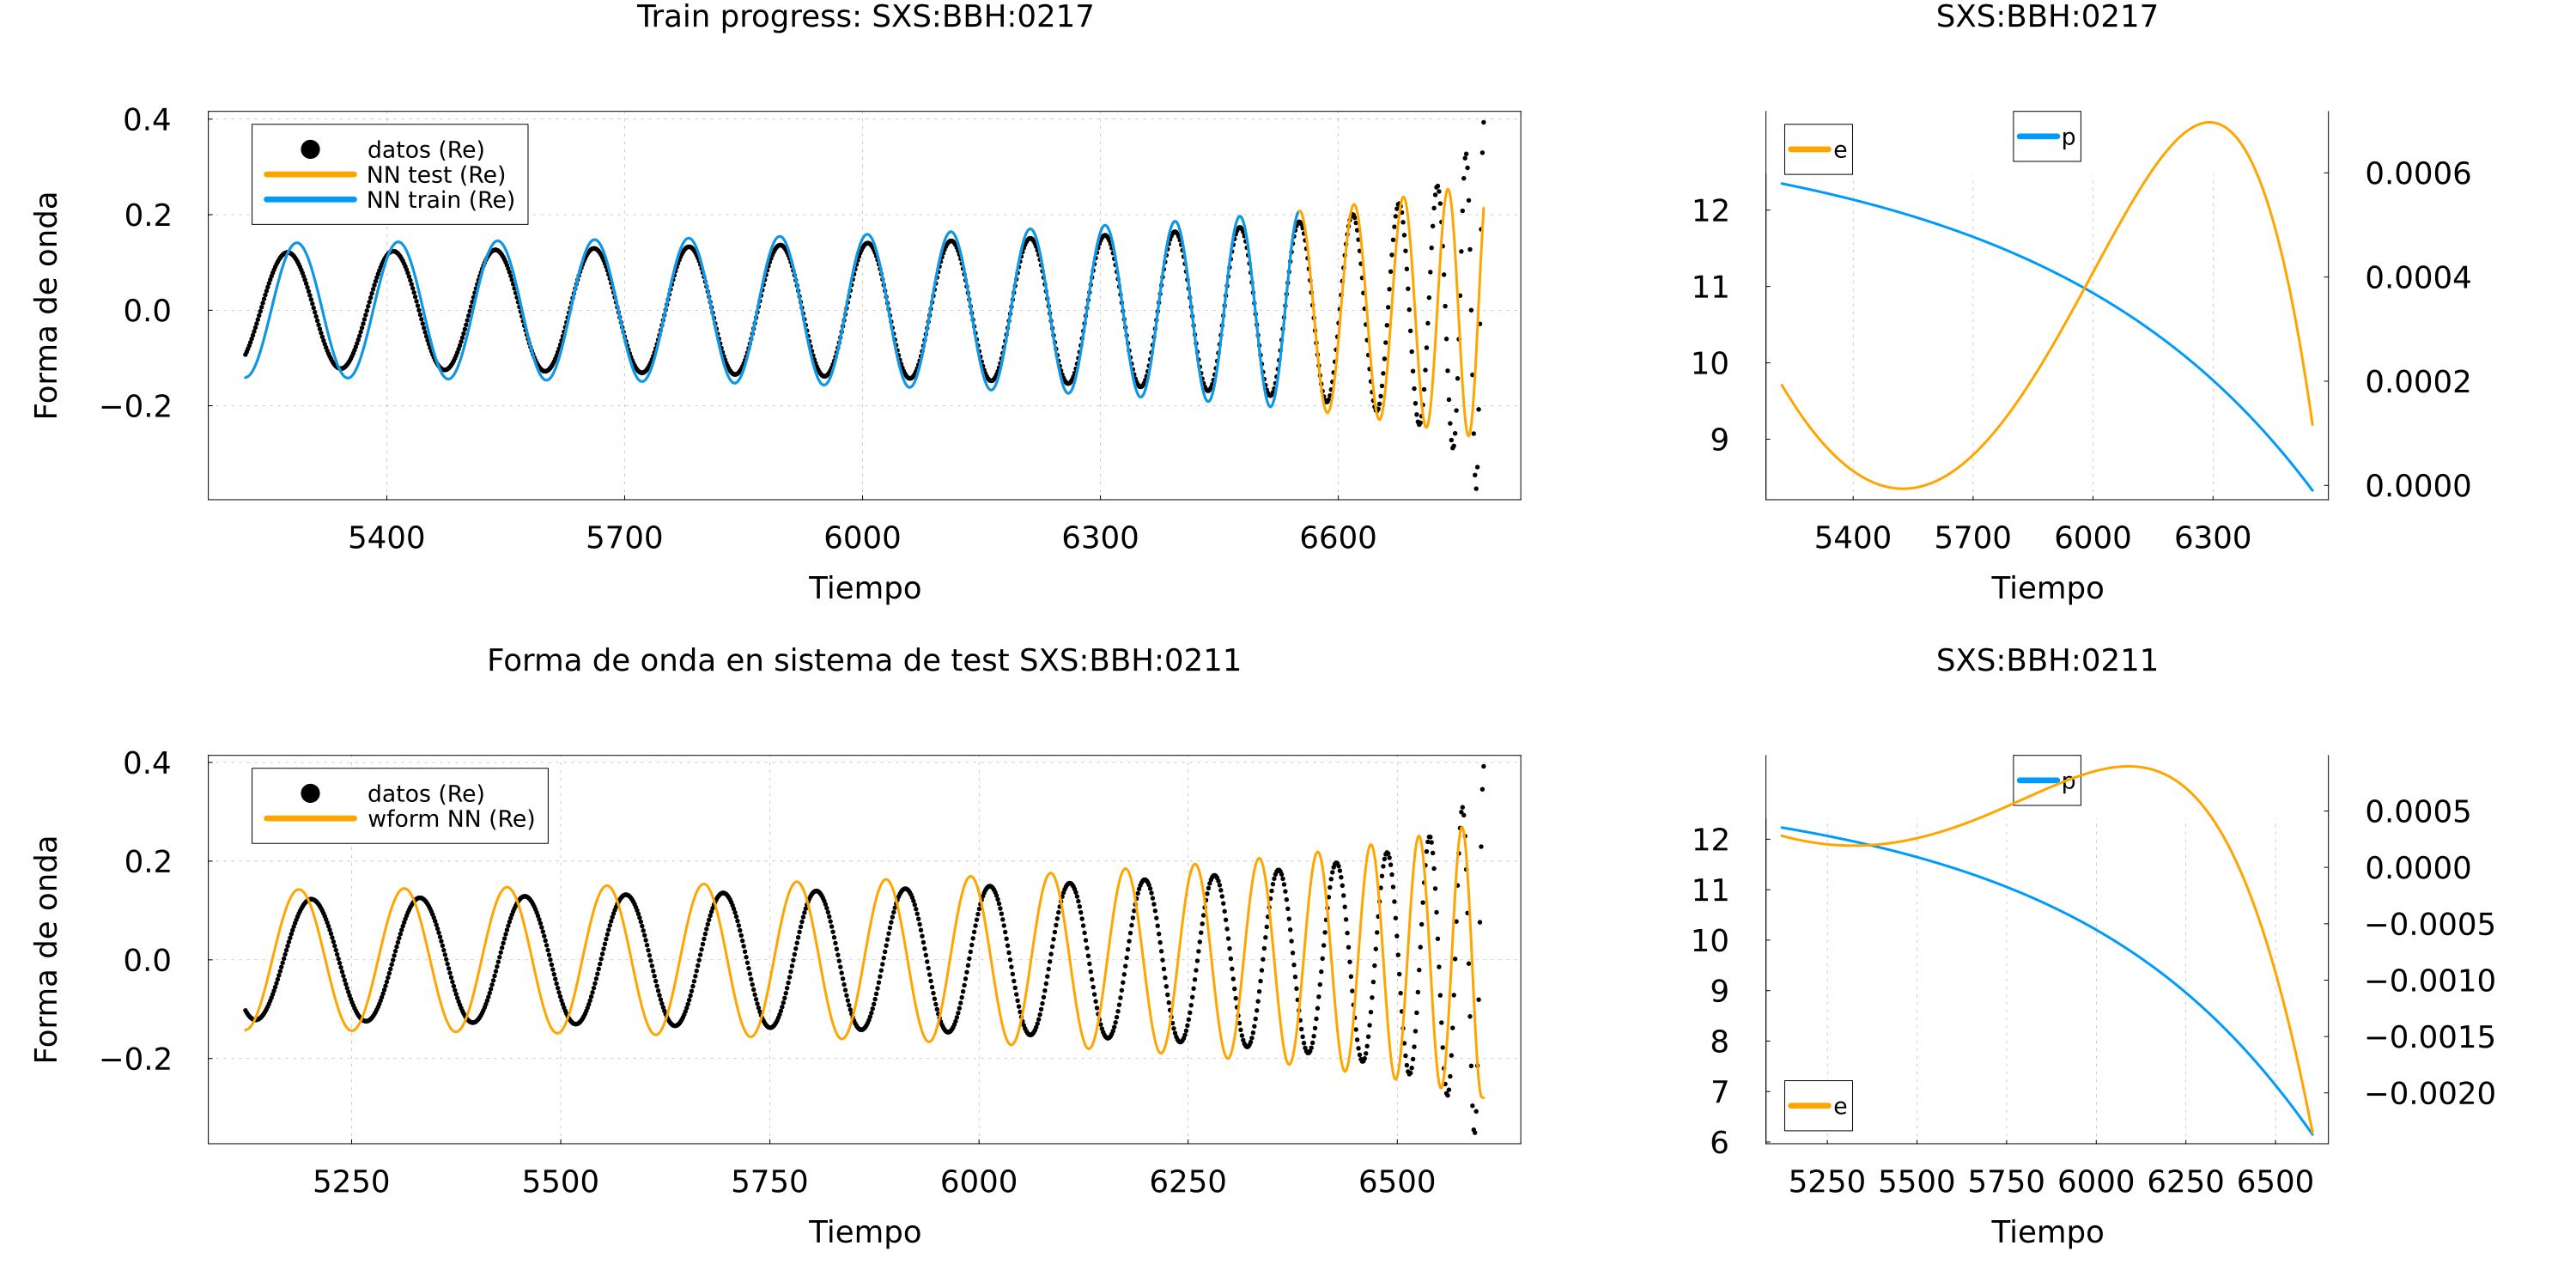 Train progress: SXS:BBH:0217
0.4
0.2
0.0
−0.2
Forma de onda
datos (Re)
NN test (Re)
NN train (Re)
5400 5700 6000 6300 6600
Tiempo
SXS:BBH:0217
e
p
12
11
10
9
0.0006
0.0004
0.0002
0.0000
5400 5700 6000 6300
Tiempo
Forma de onda en sistema de test SXS:BBH:0211
0.4
0.2
0.0
−0.2
Forma de onda
datos (Re)
wform NN (Re)
5250 5500 5750 6000 6250 6500
Tiempo
SXS:BBH:0211
p
e
12
11
10
9
8
7
6
0.0005
0.0000
−0.0005
−0.0010
−0.0015
−0.0020
5250 5500 5750 6000 6250 6500
Tiempo